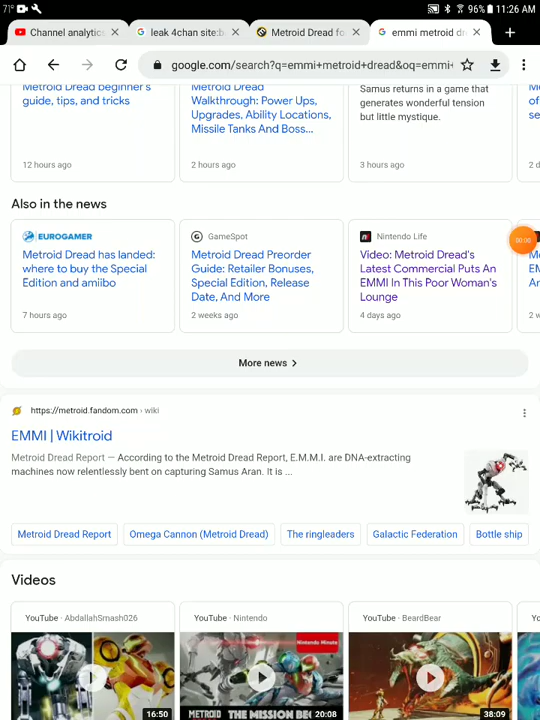 71°
96%
11:26 AM
Channel analytics
leak 4chan site:b
Metroid Dread fo
emmi metroid dr
google.com/search?q=emmi+metroid+dread&oq=emmi
Metroid Dread beginner's
guide, tips, and tricks
12 hours ago
Metroid Dread
Walkthrough: Power Ups,
Upgrades, Ability Locations,
Missile Tanks And Boss...
2 hours ago
Samus returns in a game that
generates wonderful tension
but little mystique.
3 hours ago
Also in the news
EUROGAMER
Metroid Dread has landed:
where to buy the Special
Edition and amiibo
7 hours ago
GameSpot
Metroid Dread Preorder
Guide: Retailer Bonuses,
Special Edition, Release
Date, And More
2 weeks ago
Nintendo Life
Video: Metroid Dread's
Latest Commercial Puts An
EMMI In This Poor Woman's
Lounge
4 days ago
00:00
More news
https://metroid.fandom.com › wiki
EMMI | Wikitroid
Metroid Dread Report — According to the Metroid Dread Report, E.M.M.I. are DNA-extracting
machines now relentlessly bent on capturing Samus Aran. It is ...
Metroid Dread Report
Omega Cannon (Metroid Dread)
The ringleaders
Galactic Federation
Bottle ship
Videos
YouTube · AbdallahSmash026
16:50
YouTube · Nintendo
Nintendo Minute
METROID THE MISSION BE
20:08
YouTube · BeardBear
38:09